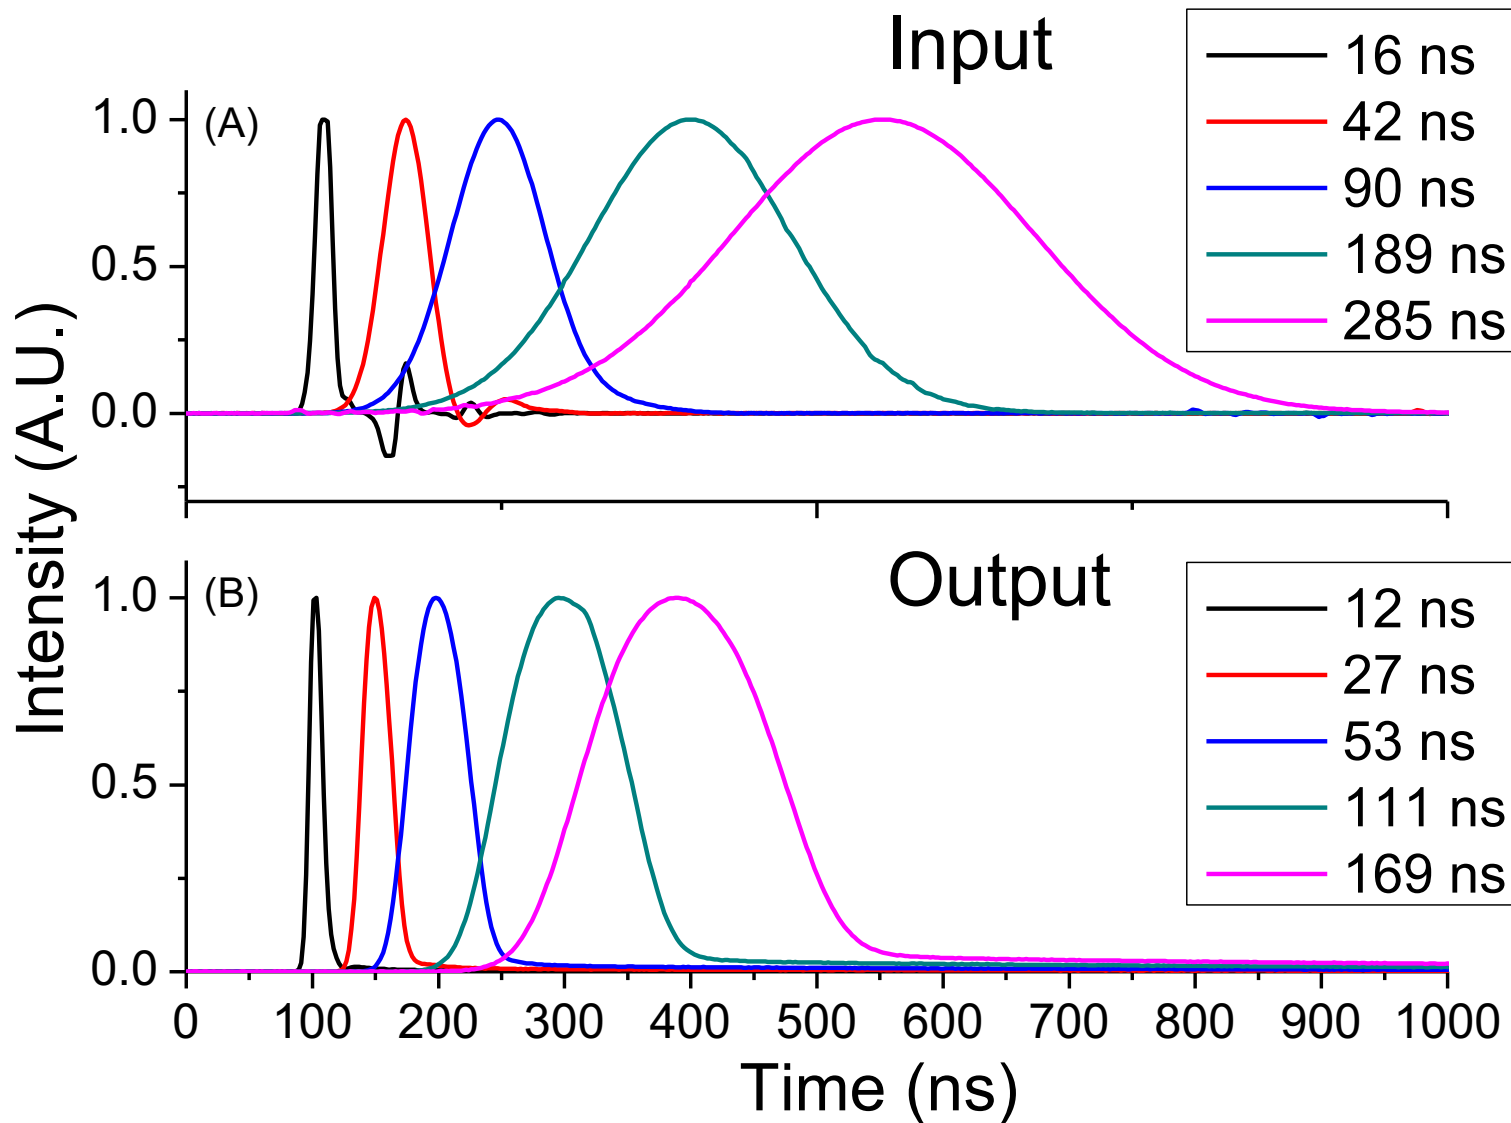 Input
16 ns
42 ns
90 ns
189 ns
285 ns
(A)
1.0
0.5
0.0
Intensity (A.U.)
Output
12 ns
27 ns
53 ns
111 ns
169 ns
(B)
1.0
0.5
0.0
0 100 200 300 400 500 600 700 800 900 1000
Time (ns)